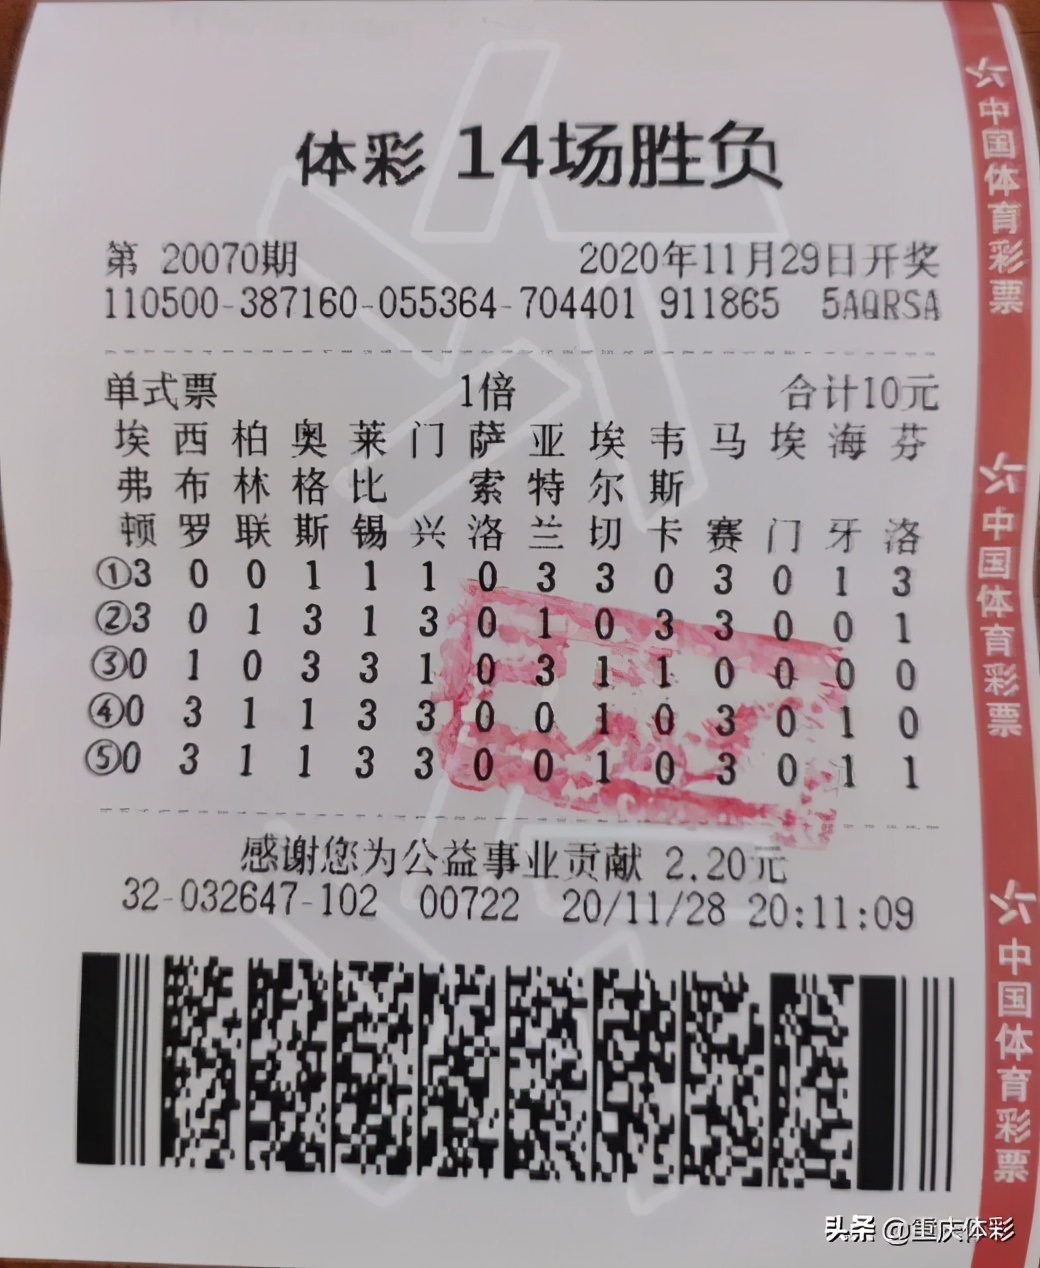 体彩 14场胜负
第 20070期 2020年11月29日开奖
110500-387160-055364-704401 911865 5AQRSA
单式票 1倍 合计10元
埃 西 柏 奥 莱 门 萨 亚 埃 韦 马 埃 海 芬
弗 布 林 格 比 索 特 尔 斯
顿 罗 联 斯 锡 兴 洛 兰 切 卡 赛 门 牙 洛
①3 0 0 1 1 1 0 3 3 0 3 0 1 3
②3 0 1 3 1 3 0 1 0 3 3 0 0 1
③0 1 0 3 3 1 0 3 1 1 0 0 0 0
④0 3 1 1 3 3 0 0 1 0 3 0 1 0
⑤0 3 1 1 3 3 0 0 1 0 3 0 1 1
感谢您为公益事业贡献 2.20元
32-032647-102 00722 20/11/28 20:11:09
中国体育彩票
中国体育彩票
中国体育彩票
头条 @重庆体彩